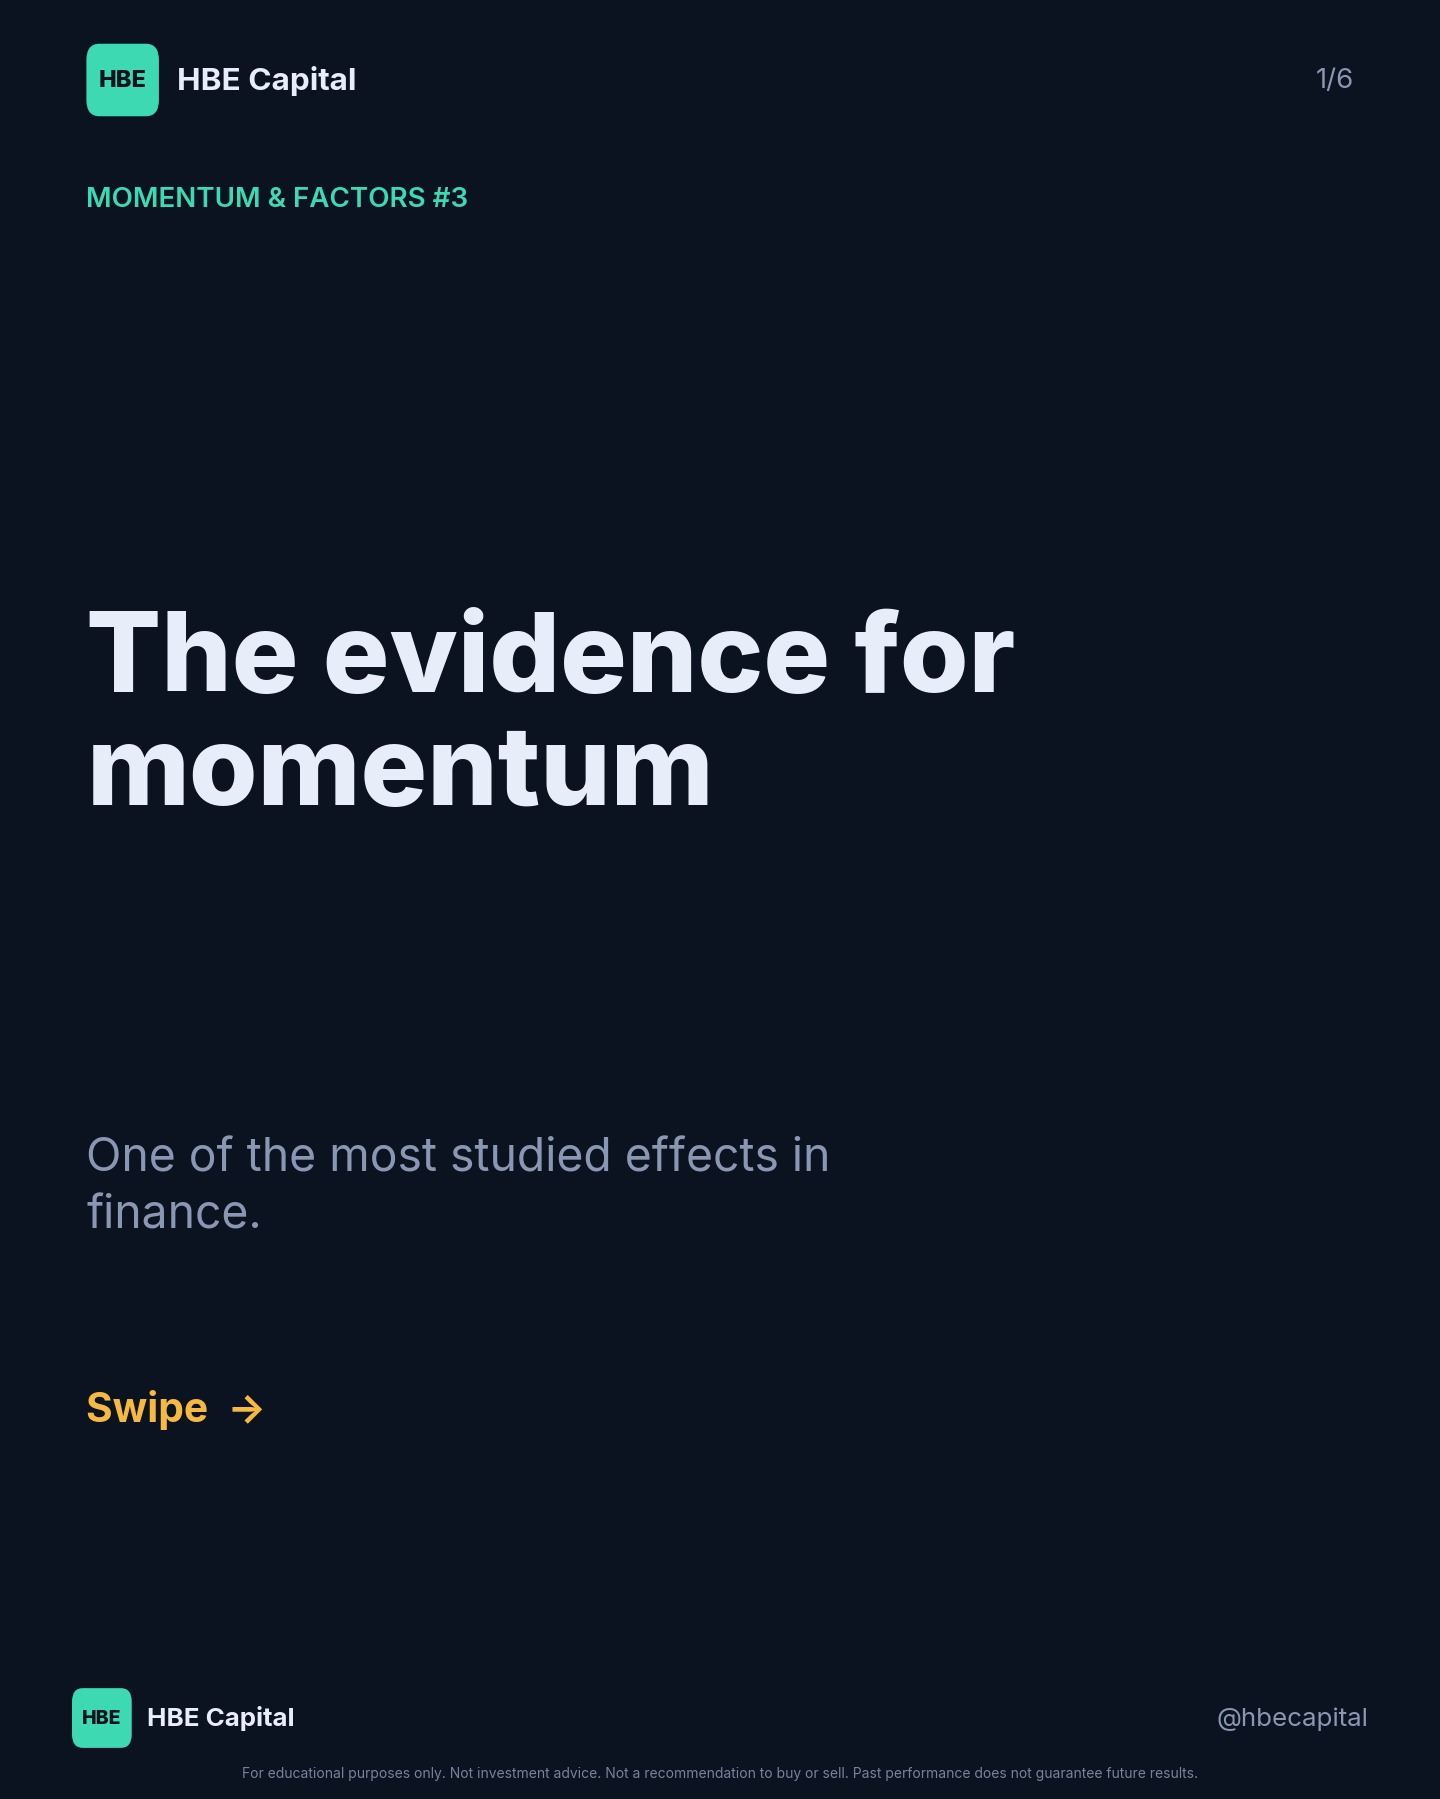 HBE
HBE Capital
1/6
MOMENTUM & FACTORS #3
The evidence for
momentum
One of the most studied effects in
finance.
Swipe →
HBE
HBE Capital
@hbecapital
For educational purposes only. Not investment advice. Not a recommendation to buy or sell. Past performance does not guarantee future results.